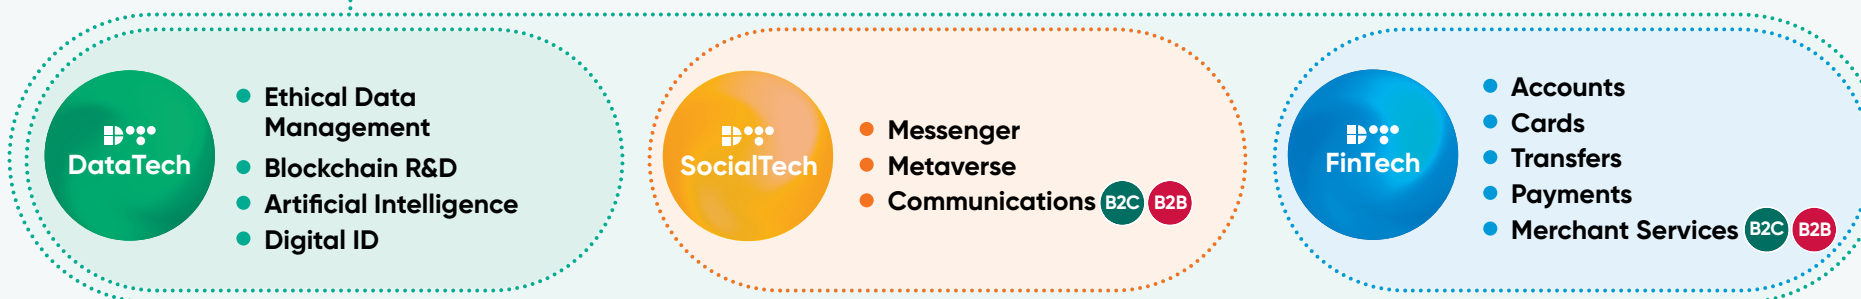 DataTech
Ethical Data
Management
Blockchain R&D
Artificial Intelligence
Digital ID
SocialTech
Messenger
Metaverse
Communications B2C B2B
FinTech
Accounts
Cards
Transfers
Payments
Merchant Services B2C B2B